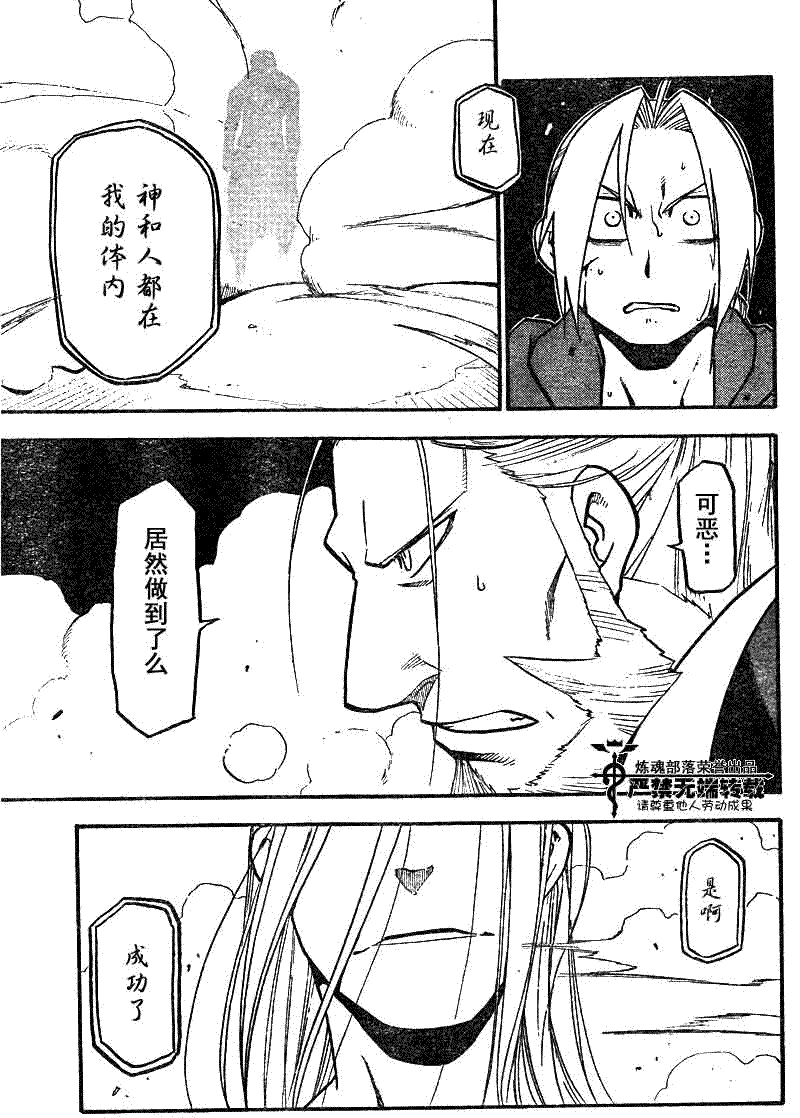 现在
神和人都在
我的体内
可恶…
居然做到了么
炼魂部落荣誉出品
严禁无端转载
请尊重他人劳动成果
是啊
成功了